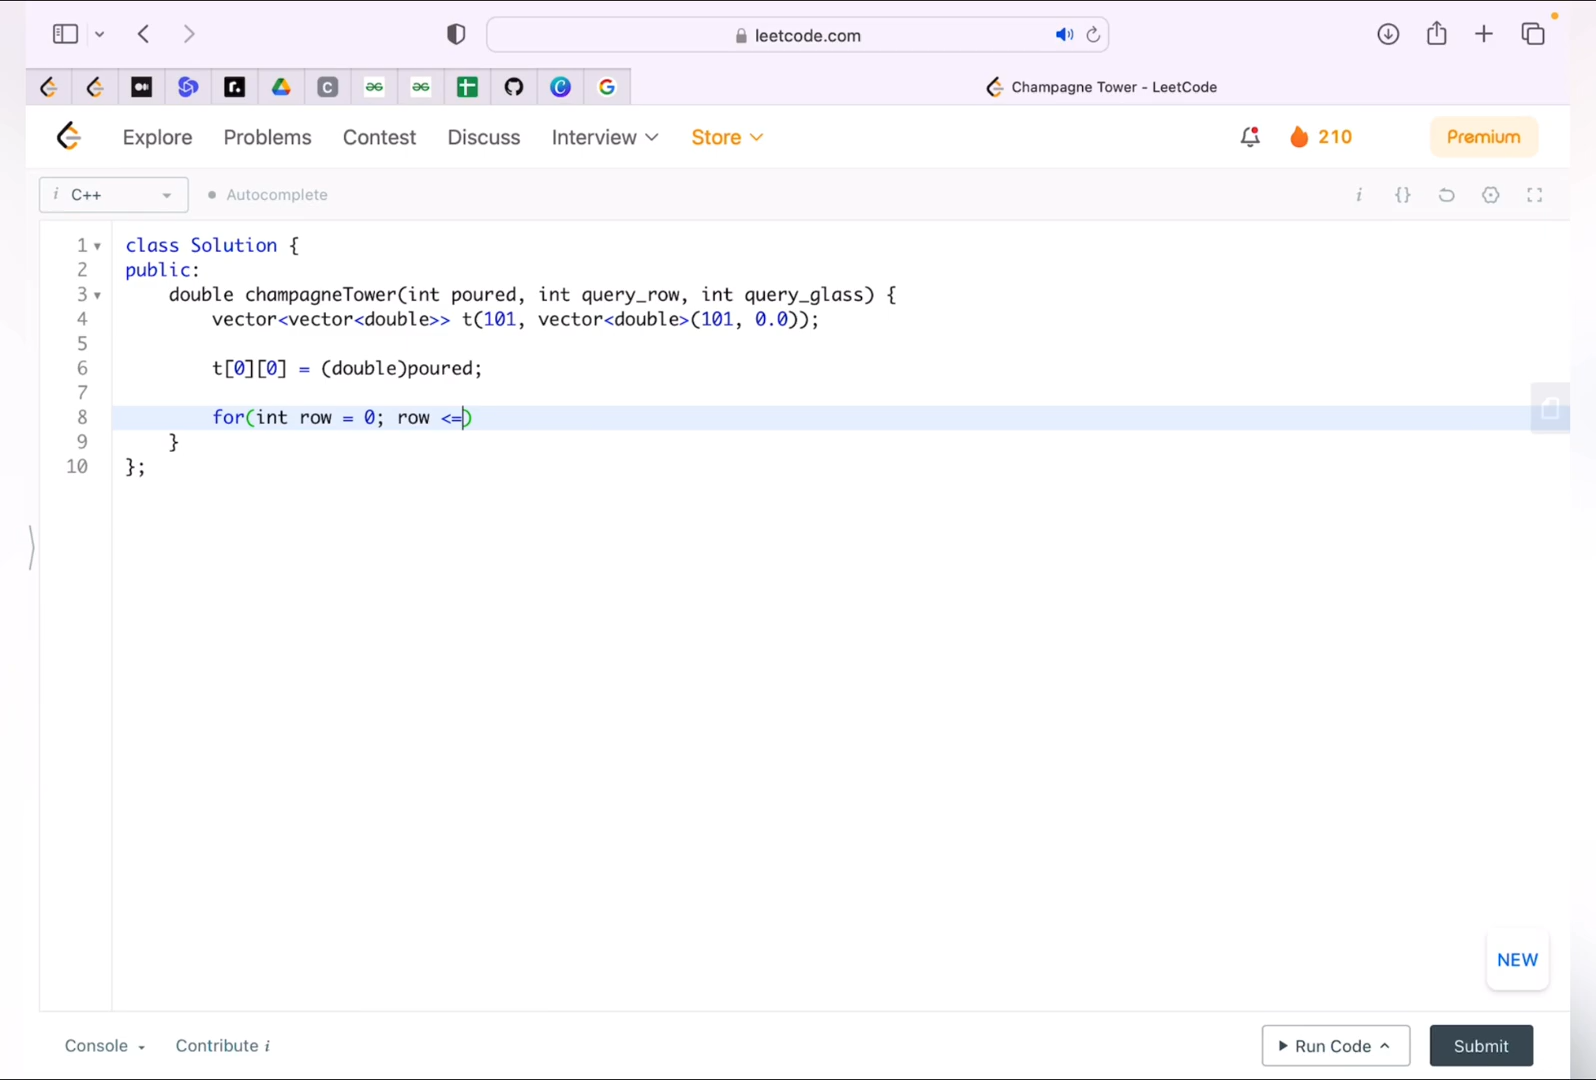 leetcode.com
Champagne Tower - LeetCode
Explore Problems Contest Discuss Interview Store 210 Premium
i C++ Autocomplete i {}
1 class Solution {
2 public:
3 double champagneTower(int poured, int query_row, int query_glass) {
4 vector<vector<double>> t(101, vector<double>(101, 0.0));
5
6 t[0][0] = (double)poured;
7
8 for(int row = 0; row <=)
9 }
10 };
NEW
Console Contribute i Run Code Submit